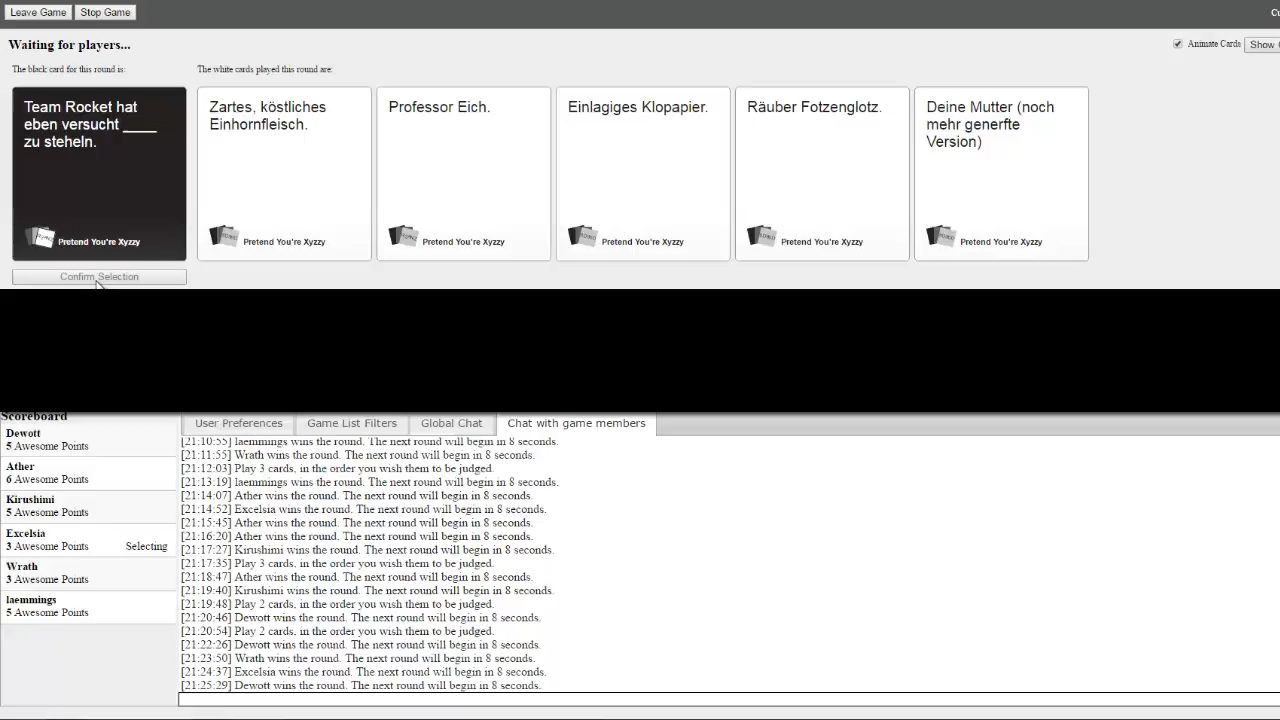 Leave Game Stop Game
Waiting for players...
Animate Cards Show
The black card for this round is:
The white cards played this round are:
Team Rocket hat
eben versucht ____
zu steheln.
Pretend You're Xyzzy
Zartes, köstliches
Einhornfleisch.
Pretend You're Xyzzy
Professor Eich.
Pretend You're Xyzzy
Einlagiges Klopapier.
Pretend You're Xyzzy
Räuber Fotzenglotz.
Pretend You're Xyzzy
Deine Mutter (noch
mehr generfte
Version)
Pretend You're Xyzzy
Confirm Selection
Scoreboard
Dewott
5 Awesome Points
Ather
6 Awesome Points
Kirushimi
5 Awesome Points
Excelsia
3 Awesome Points Selecting
Wrath
3 Awesome Points
laemmings
5 Awesome Points
User Preferences Game List Filters Global Chat Chat with game members
[21:10:55] laemmings wins the round. The next round will begin in 8 seconds.
[21:11:55] Wrath wins the round. The next round will begin in 8 seconds.
[21:12:03] Play 3 cards, in the order you wish them to be judged.
[21:13:19] laemmings wins the round. The next round will begin in 8 seconds.
[21:14:07] Ather wins the round. The next round will begin in 8 seconds.
[21:14:52] Excelsia wins the round. The next round will begin in 8 seconds.
[21:15:45] Ather wins the round. The next round will begin in 8 seconds.
[21:16:20] Ather wins the round. The next round will begin in 8 seconds.
[21:17:27] Kirushimi wins the round. The next round will begin in 8 seconds.
[21:17:35] Play 3 cards, in the order you wish them to be judged.
[21:18:47] Ather wins the round. The next round will begin in 8 seconds.
[21:19:40] Kirushimi wins the round. The next round will begin in 8 seconds.
[21:19:48] Play 2 cards, in the order you wish them to be judged.
[21:20:46] Dewott wins the round. The next round will begin in 8 seconds.
[21:20:54] Play 2 cards, in the order you wish them to be judged.
[21:22:26] Dewott wins the round. The next round will begin in 8 seconds.
[21:23:50] Wrath wins the round. The next round will begin in 8 seconds.
[21:24:37] Excelsia wins the round. The next round will begin in 8 seconds.
[21:25:29] Dewott wins the round. The next round will begin in 8 seconds.